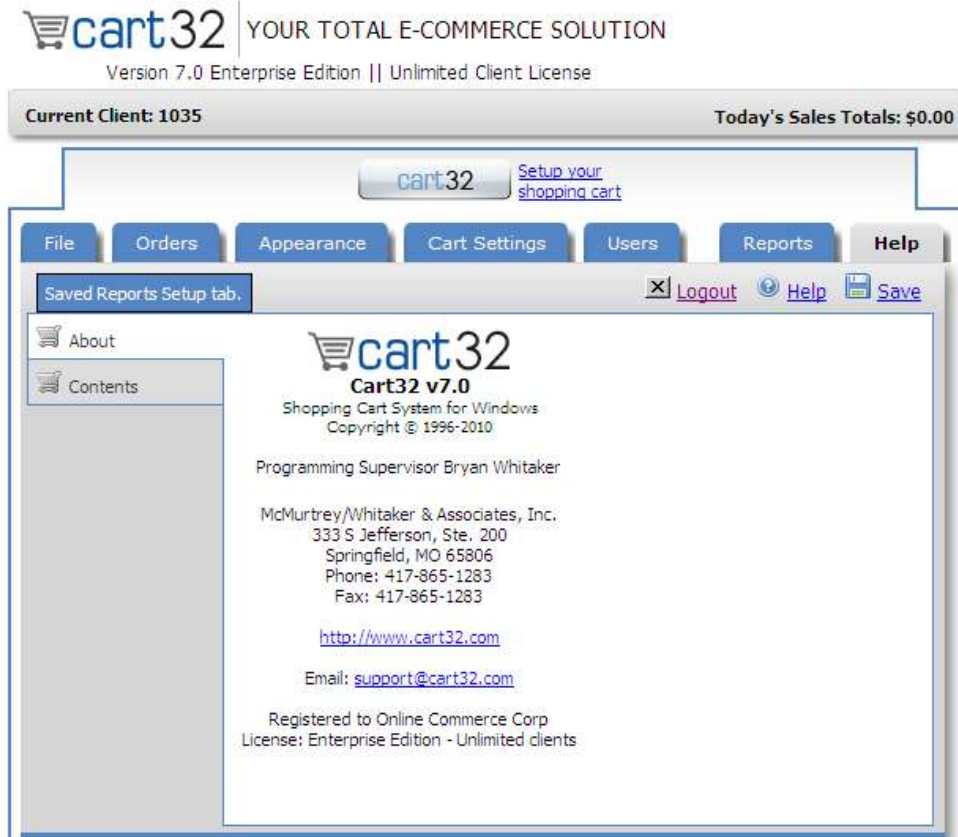 cart32 YOUR TOTAL E-COMMERCE SOLUTION
Version 7.0 Enterprise Edition || Unlimited Client License
Current Client: 1035 Today's Sales Totals: $0.00
cart32 Setup your
shopping cart
File Orders Appearance Cart Settings Users Reports Help
Saved Reports Setup tab. Logout Help Save
About
Contents
cart32
Cart32 v7.0
Shopping Cart System for Windows
Copyright © 1996-2010
Programming Supervisor Bryan Whitaker
McMurtrey/Whitaker & Associates, Inc.
333 S Jefferson, Ste. 200
Springfield, MO 65806
Phone: 417-865-1283
Fax: 417-865-1283
http://www.cart32.com
Email: support@cart32.com
Registered to Online Commerce Corp
License: Enterprise Edition - Unlimited clients